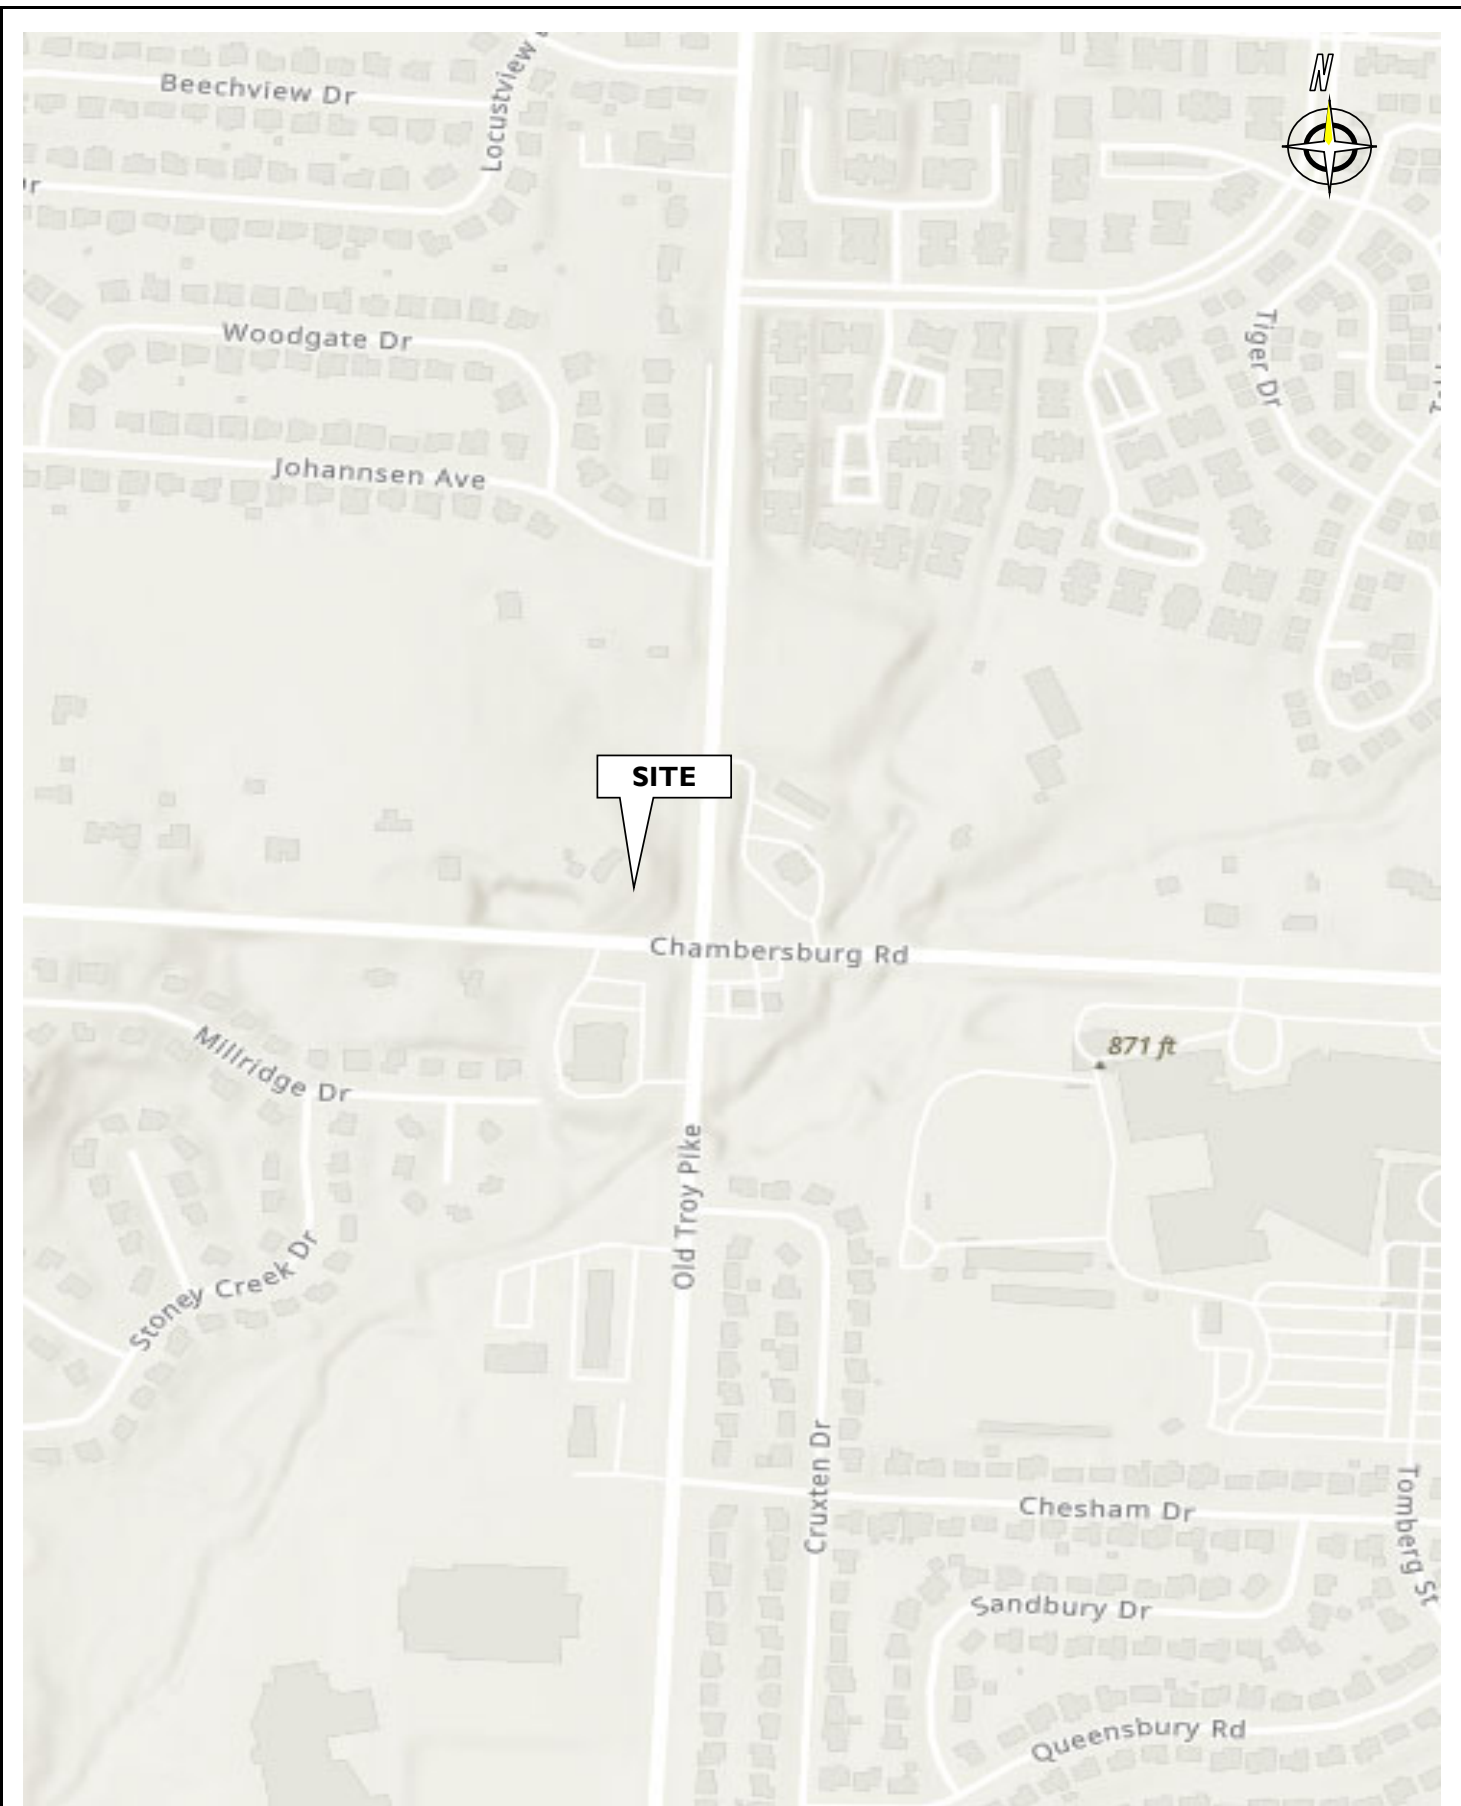 N
Beechview Dr
Locustview
Woodgate Dr
Tiger Dr
Johannsen Ave
SITE
Chambersburg Rd
Millridge Dr
871 ft
Old Troy Pike
Stoney Creek Dr
Cruxten Dr
Chesham Dr
Tomberg St
Sandbury Dr
Queensbury Rd